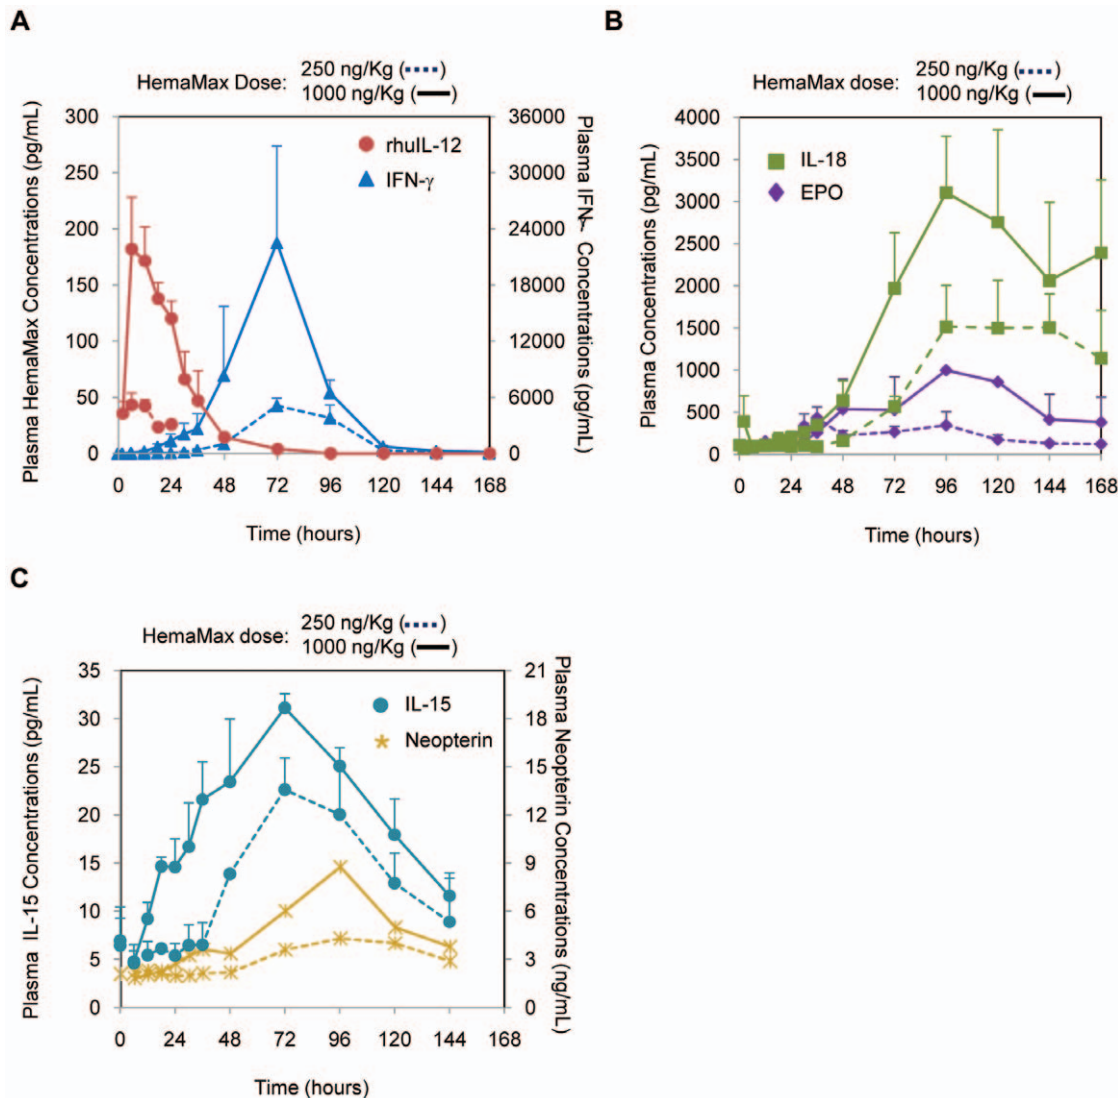 A
HemaMax Dose:
250 ng/Kg
1000 ng/Kg
Plasma HemaMax Concentrations (pg/mL)
300
250
200
150
100
50
0
rhuIL-12
IFN-γ
36000
30000
24000
18000
12000
6000
0
Plasma IFNγ Concentrations (pg/mL)
0 24 48 72 96 120 144 168
Time (hours)
B
HemaMax dose:
250 ng/Kg
1000 ng/Kg
Plasma Concentrations (pg/mL)
4000
3500
3000
2500
2000
1500
1000
500
0
IL-18
EPO
0 24 48 72 96 120 144 168
Time (hours)
C
HemaMax dose:
250 ng/Kg
1000 ng/Kg
Plasma IL-15 Concentrations (pg/mL)
35
30
25
20
15
10
5
0
IL-15
Neopterin
21
18
15
12
9
6
3
0
Plasma Neopterin Concentrations (ng/mL)
0 24 48 72 96 120 144 168
Time (hours)